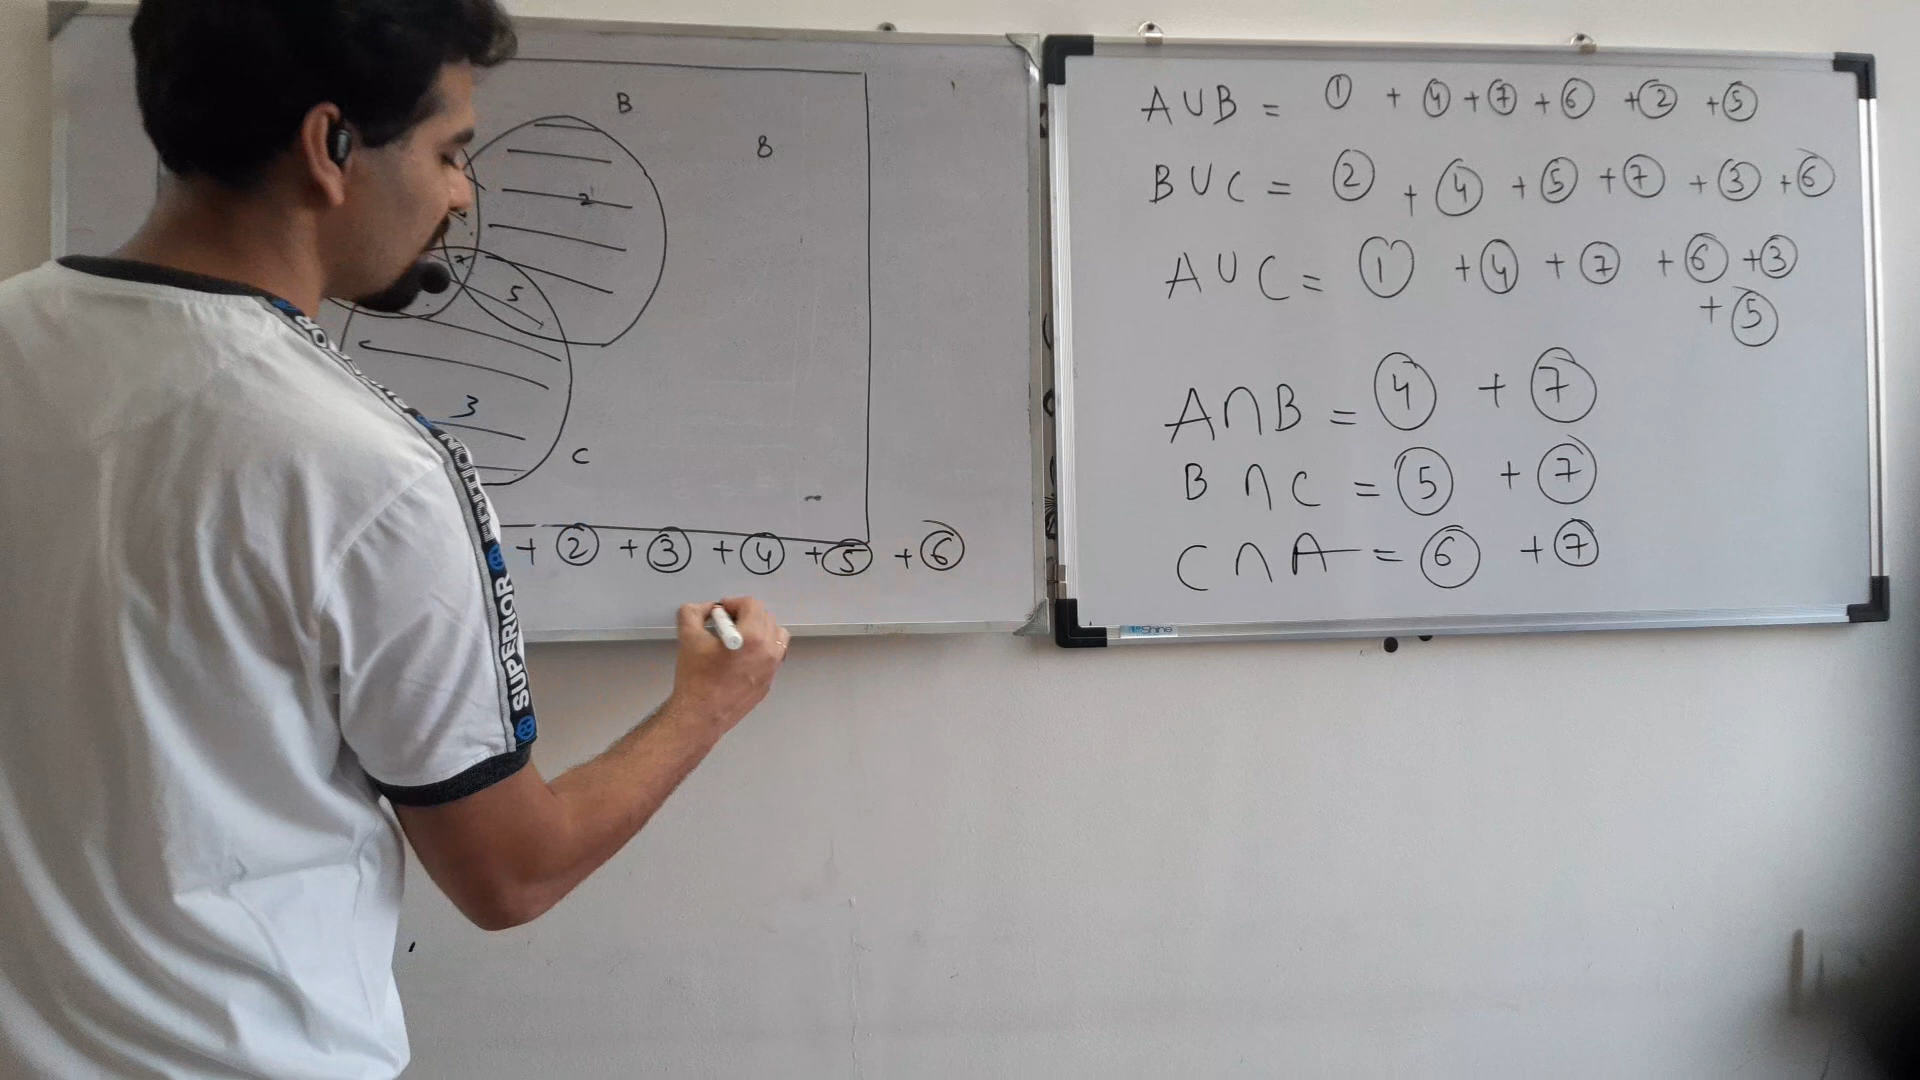 B
8
2
7
5
3
C
+ ② + ③ + ④ + ⑤ + ⑥
A∪B = ① + ④ + ⑦ + ⑥ + ② + ⑤
B∪C = ② + ④ + ⑤ + ⑦ + ③ + ⑥
A∪C = ① + ④ + ⑦ + ⑥ + ③
+ ⑤
A∩B = ④ + ⑦
B∩C = ⑤ + ⑦
C∩A = ⑥ + ⑦
SUPERIOR